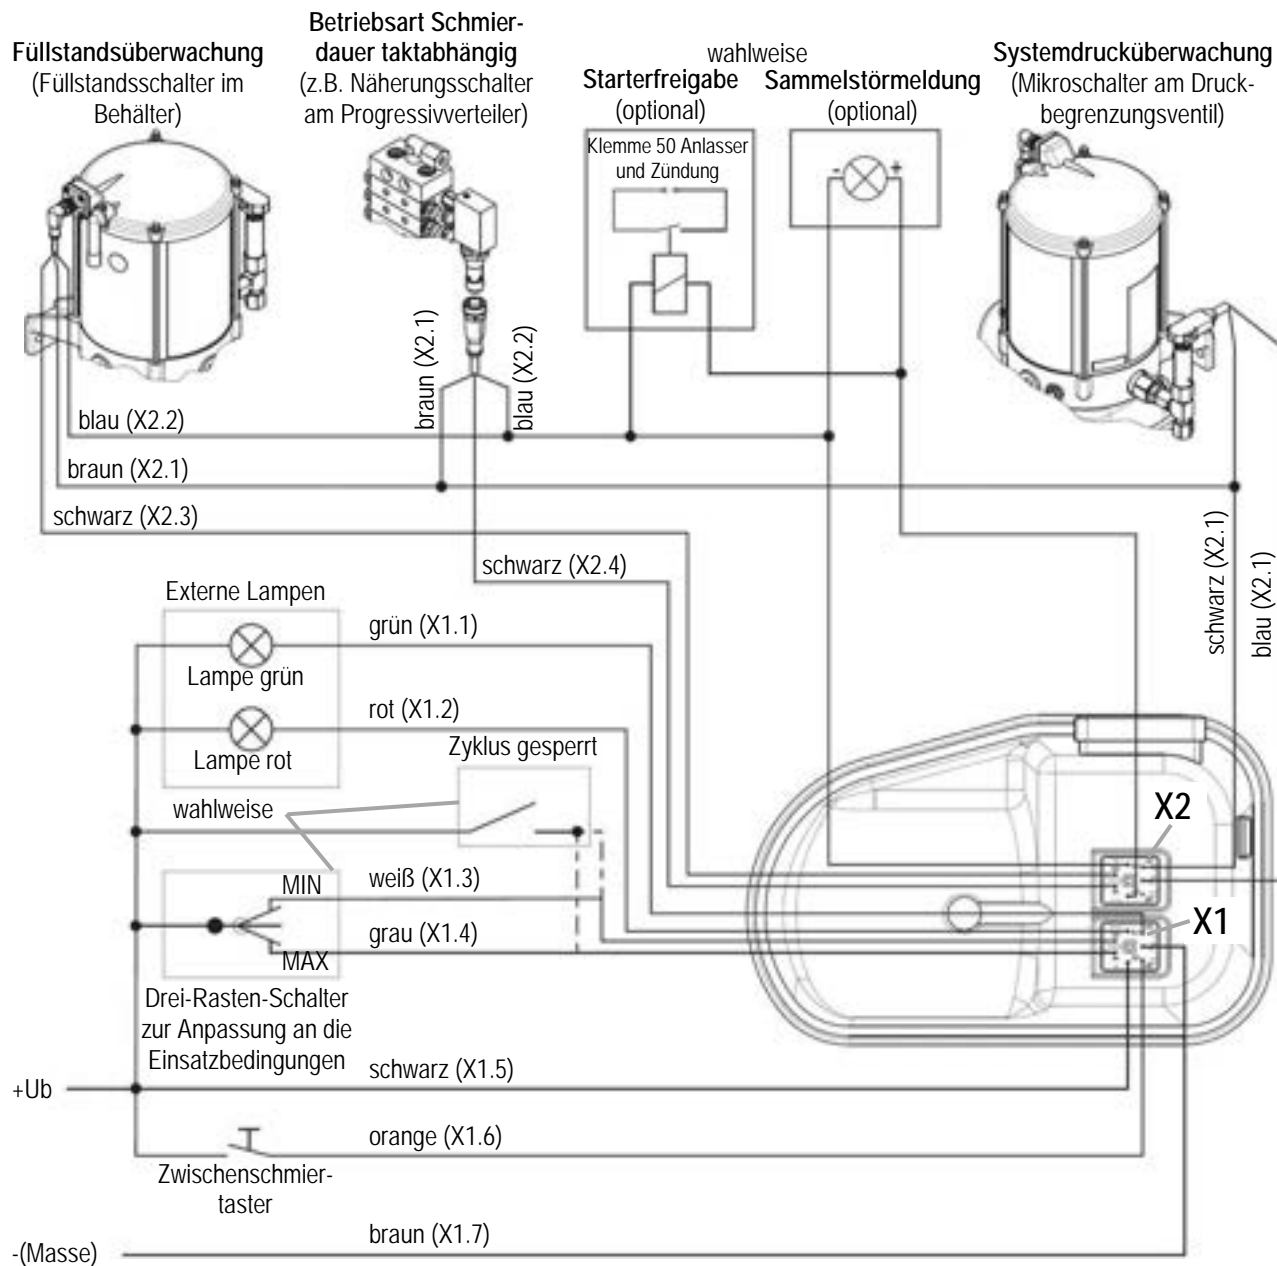 Füllstandsüberwachung
(Füllstandsschalter im
Behälter)
Betriebsart Schmier-
dauer taktabhängig
(z.B. Näherungsschalter
am Progressivverteiler)
wahlweise
Starterfreigabe
(optional)
Sammelstörmeldung
(optional)
Systemdrucküberwachung
(Mikroschalter am Druck-
begrenzungsventil)
Klemme 50 Anlasser
und Zündung
-
+
braun (X2.1)
blau (X2.2)
blau (X2.2)
braun (X2.1)
schwarz (X2.3)
schwarz (X2.4)
schwarz (X2.1)
blau (X2.1)
Externe Lampen
grün (X1.1)
Lampe grün
rot (X1.2)
Lampe rot
Zyklus gesperrt
wahlweise
X2
MIN
weiß (X1.3)
X1
grau (X1.4)
MAX
Drei-Rasten-Schalter
zur Anpassung an die
Einsatzbedingungen
schwarz (X1.5)
+Ub
orange (X1.6)
Zwischenschmier-
taster
braun (X1.7)
-(Masse)